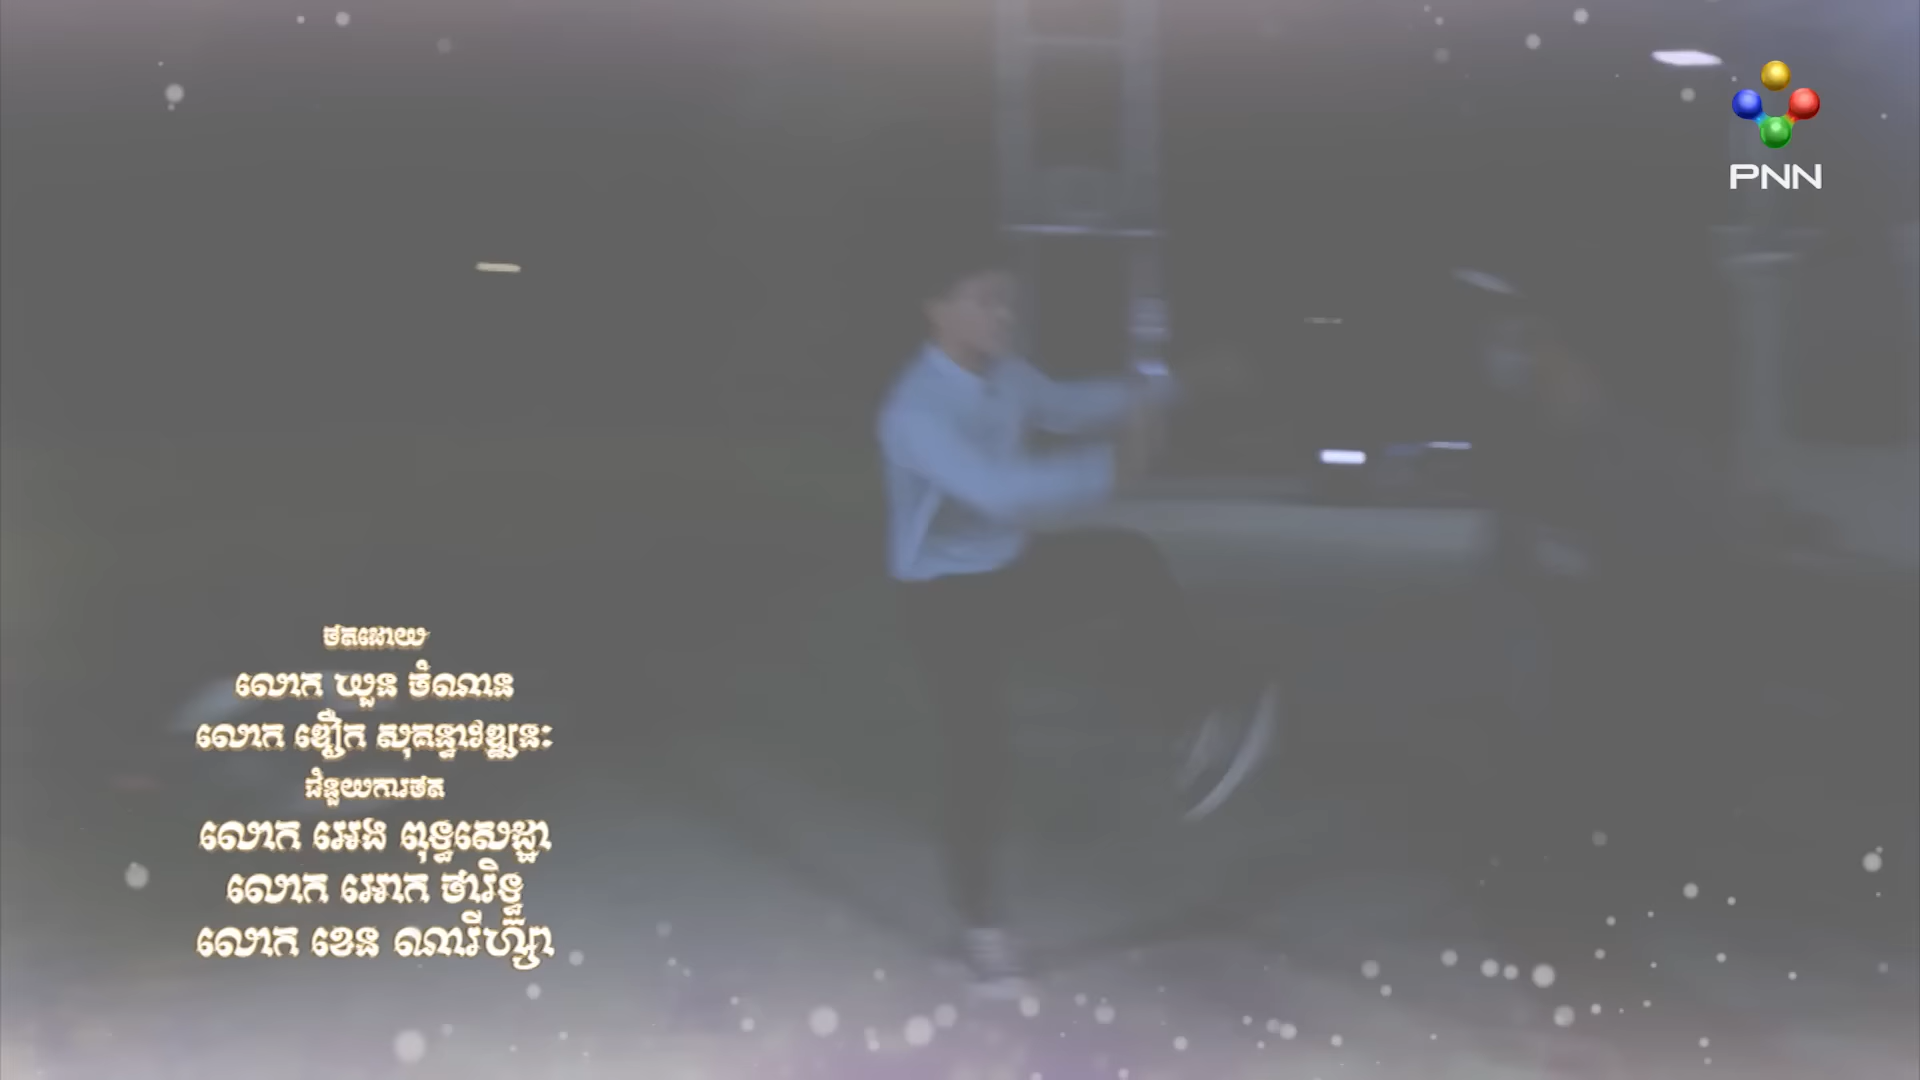 PNN
ថតដោយ
លោក ឃួន ចំណាន
លោក ឌឿក សុគន្ធាវឌ្ឍនៈ
ជំនួយការថត
លោក អេង ពុទ្ធសេដ្ឋា
លោក អោក ថារិទ្ធ
លោក ខេន ណារីហ្សា